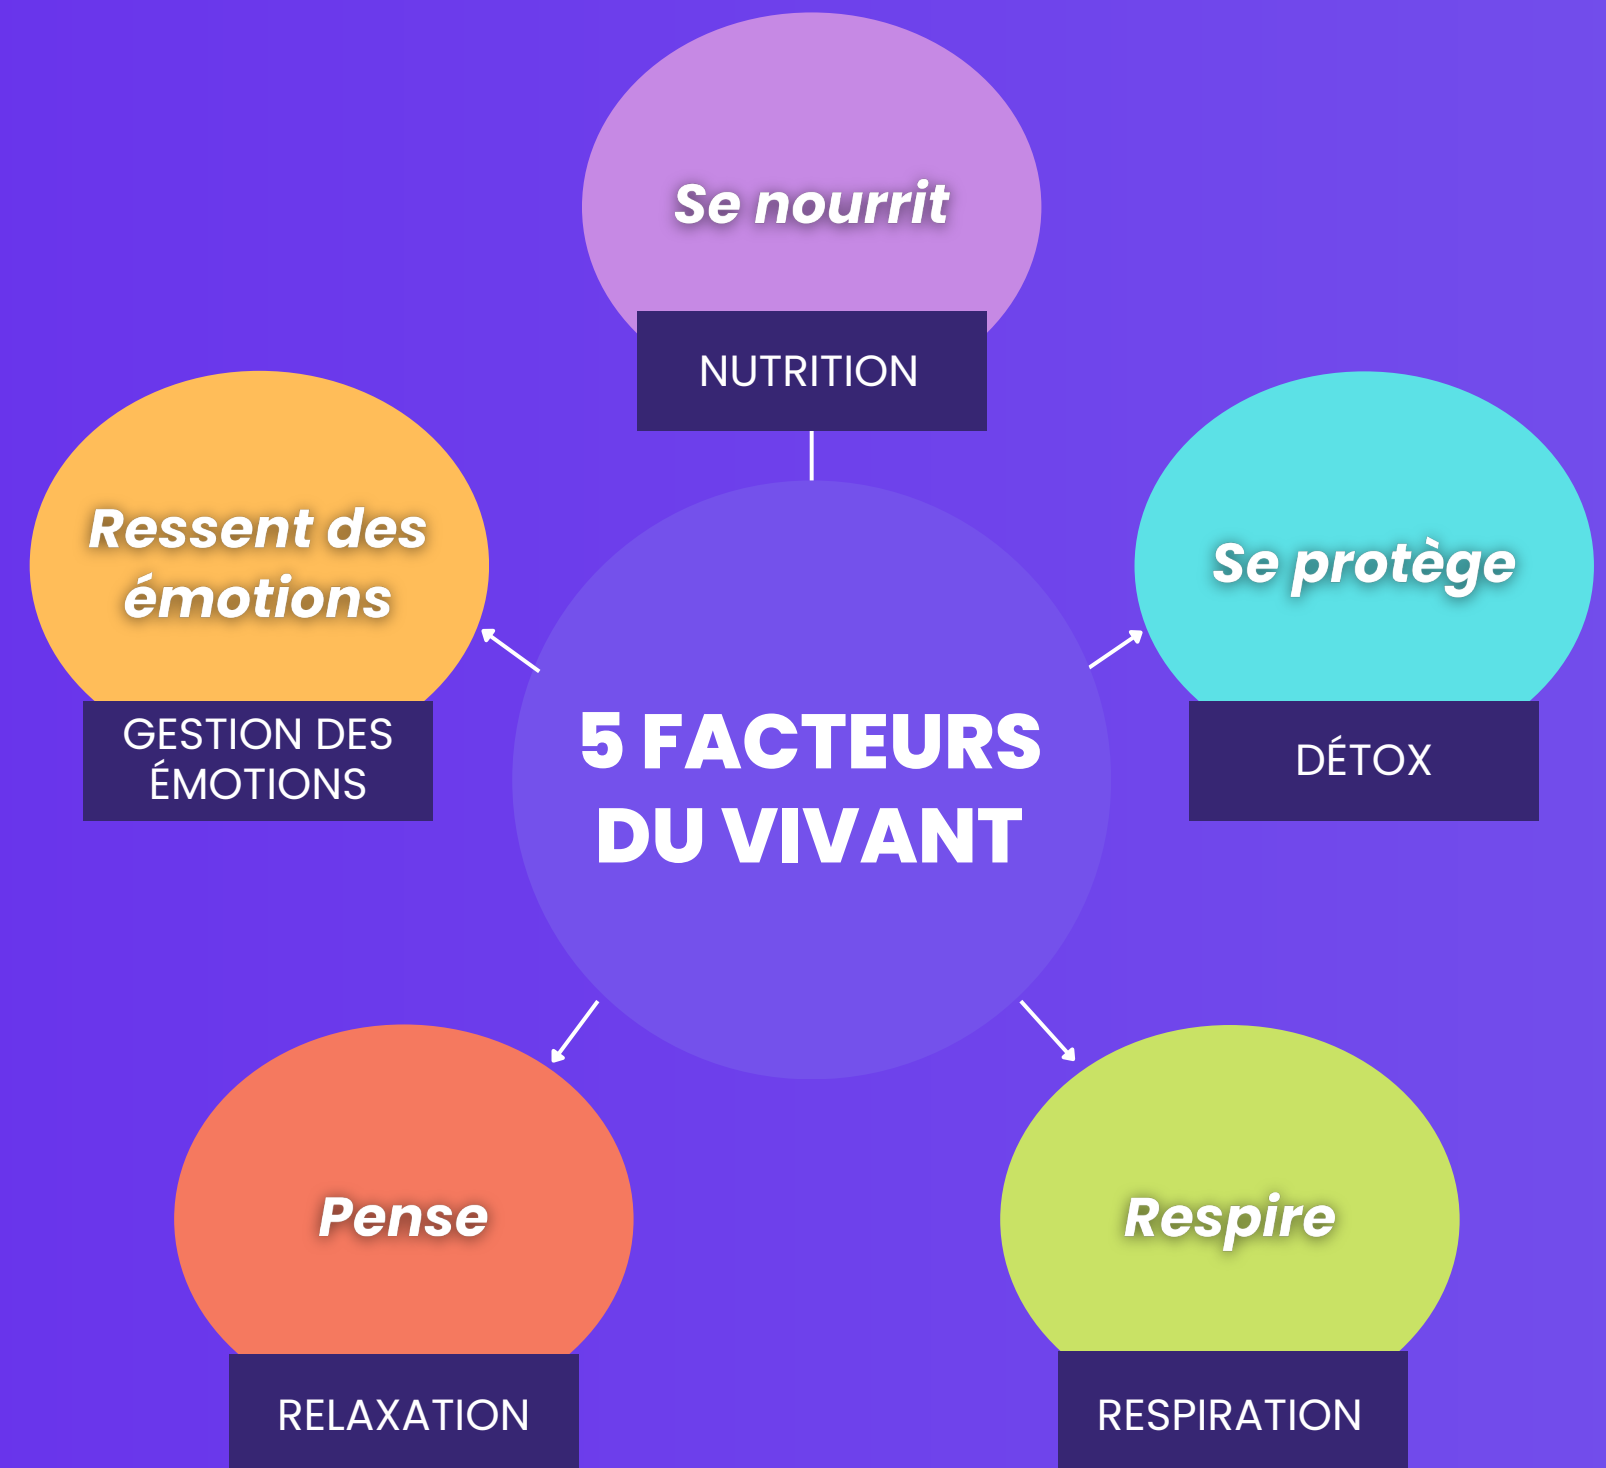 Se nourrit
NUTRITION
Ressent des
émotions
GESTION DES
ÉMOTIONS
Se protège
DÉTOX
5 FACTEURS
DU VIVANT
Pense
RELAXATION
Respire
RESPIRATION